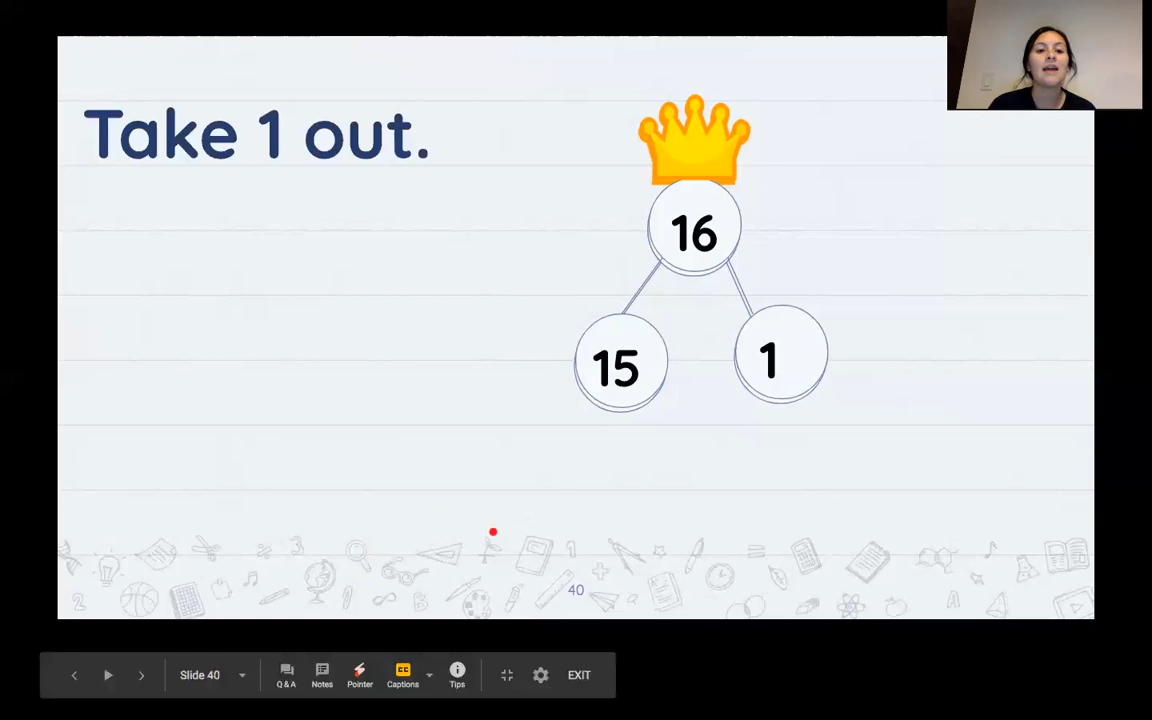 Take 1 out.
16
15
1
40
Slide 40
Q & A
Notes
Pointer
Captions
Tips
EXIT